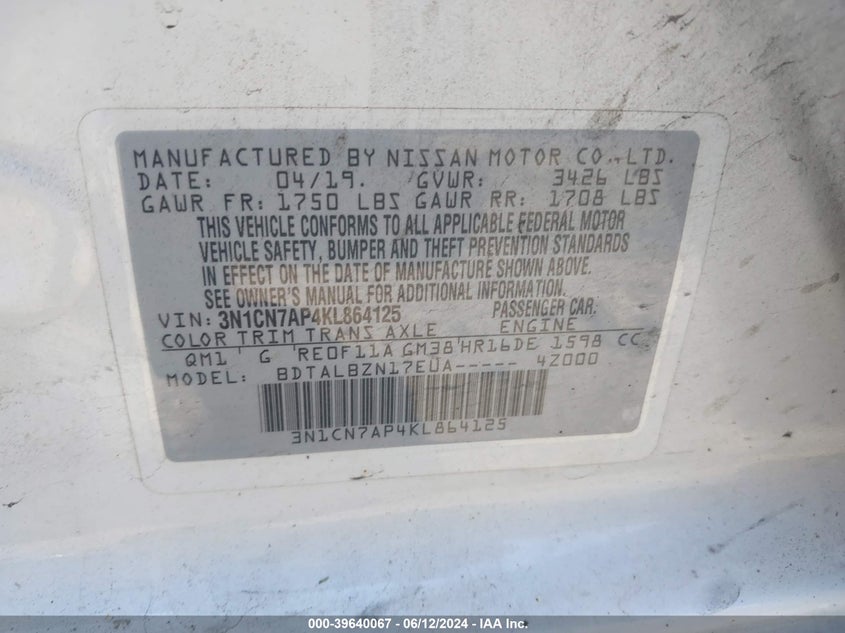 MANUFACTURED BY NISSAN MOTOR CO.,LTD.
DATE: 04/19. GVWR: 3426 LBS
GAWR FR: 1750 LBS GAWR RR: 1708 LBS
THIS VEHICLE CONFORMS TO ALL APPLICABLE FEDERAL MOTOR
VEHICLE SAFETY, BUMPER AND THEFT PREVENTION STANDARDS
IN EFFECT ON THE DATE OF MANUFACTURE SHOWN ABOVE.
SEE OWNER'S MANUAL FOR ADDITIONAL INFORMATION.
VIN: 3N1CN7AP4KL864125 PASSENGER CAR:
COLOR TRIM TRANS AXLE ENGINE
QM1 G RE0F11A GM38 HR16DE 1598 CC
MODEL: BDTALBZN17EUA----- 4Z000
3N1CN7AP4KL864125
000-39640067 - 06/12/2024 - IAA Inc.